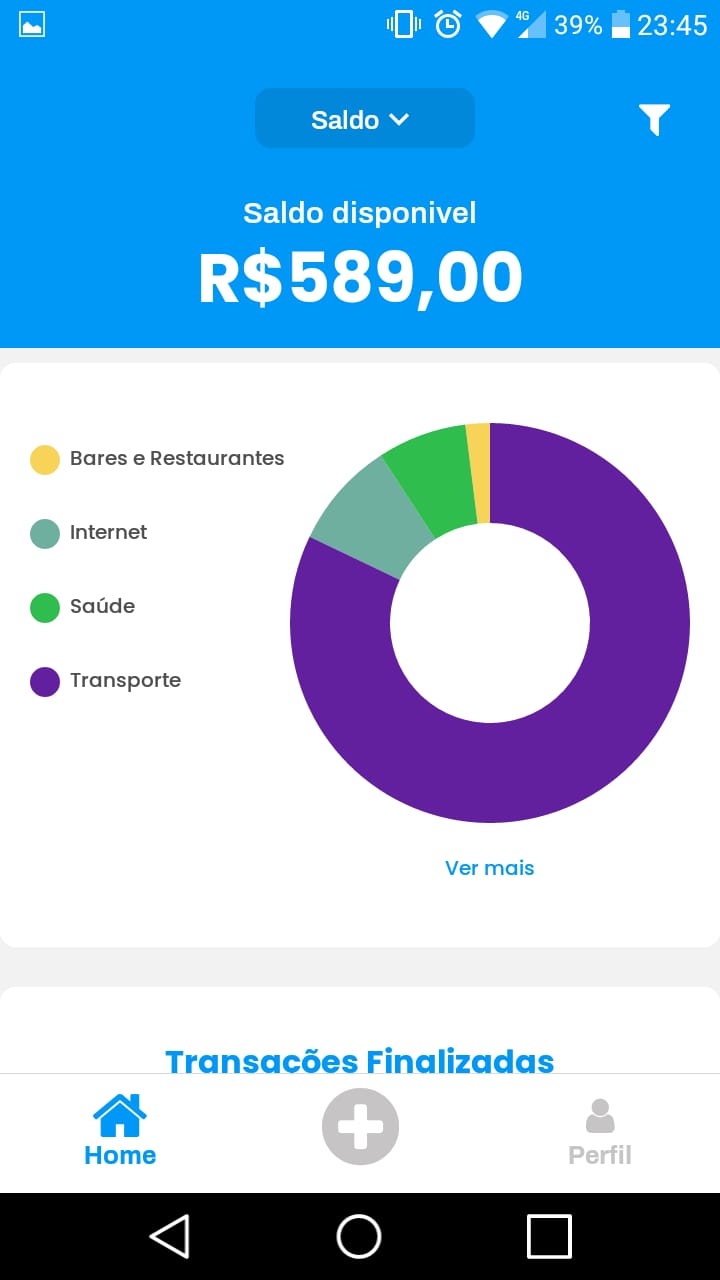 4G 39% 23:45
Saldo
Saldo disponivel
R$589,00
Bares e Restaurantes
Internet
Saúde
Transporte
Ver mais
Transações Finalizadas
Home
Perfil